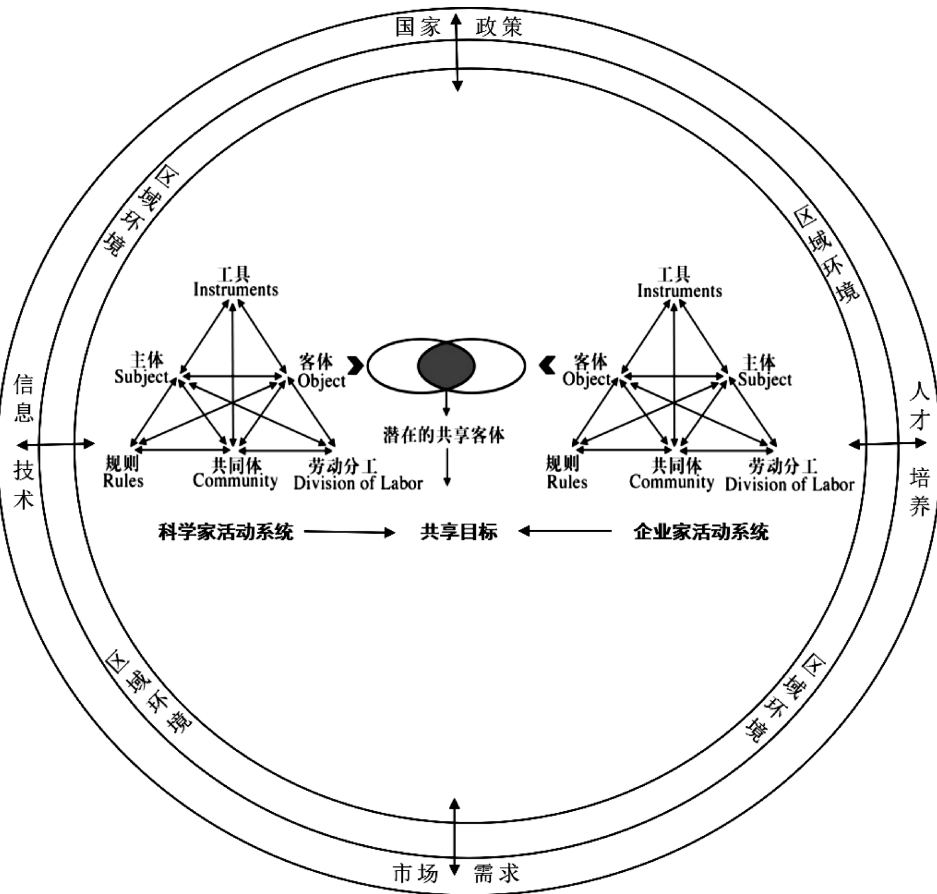 国家 政策
区域环境
区域环境
工具
Instruments
工具
Instruments
主体
Subject
客体
Object
客体
Object
主体
Subject
信息
技术
人才
培养
潜在的共享客体
规则
Rules
共同体
Community
劳动分工
Division of Labor
规则
Rules
共同体
Community
劳动分工
Division of Labor
科学家活动系统
共享目标
企业家活动系统
区域环境
区域环境
市场 需求